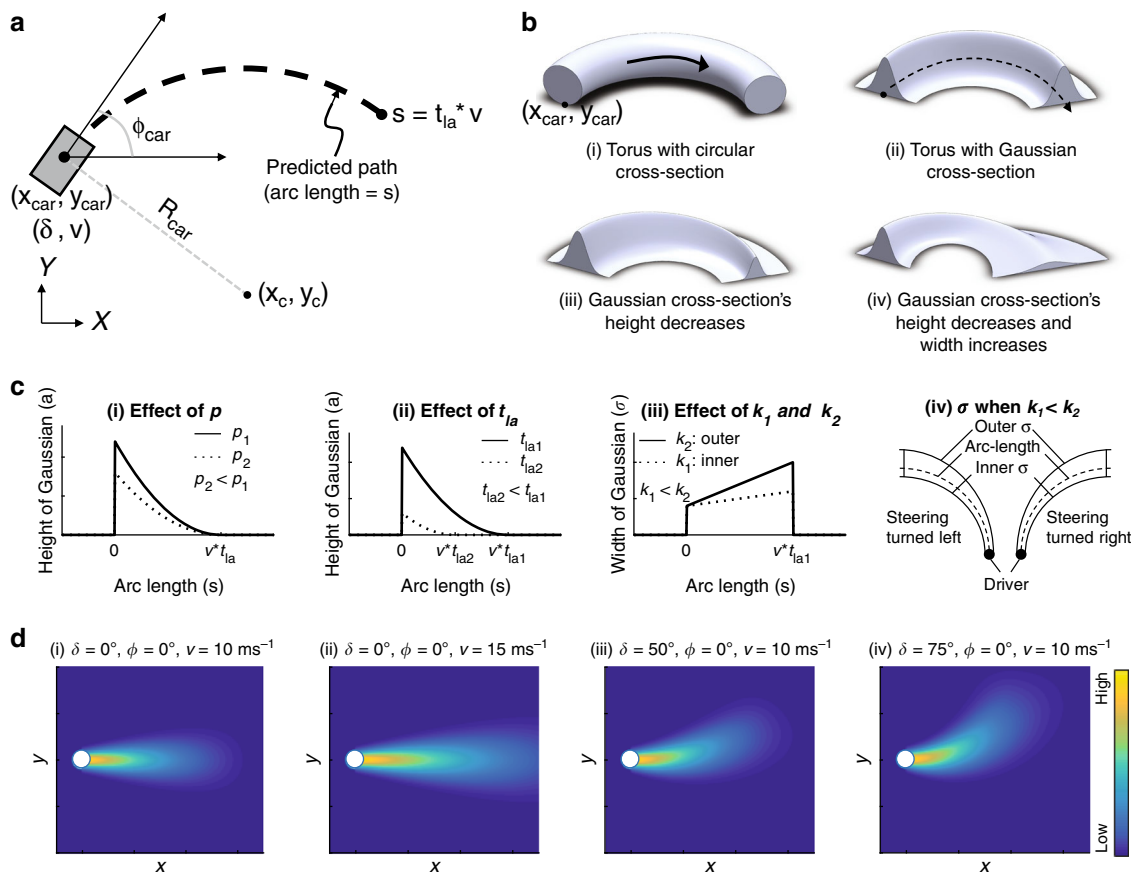 a
ϕcar
s = tla* v
Predicted path
(arc length = s)
(xcar, ycar)
(δ , v)
Rcar
(xc, yc)
Y
X
b
(xcar, ycar)
(i) Torus with circular
cross-section
(ii) Torus with Gaussian
cross-section
(iii) Gaussian cross-section's
height decreases
(iv) Gaussian cross-section's
height decreases and
width increases
c
(i) Effect of p
Height of Gaussian (a)
p1
p2
p2 < p1
0
v*tla
Arc length (s)
(ii) Effect of tla
Height of Gaussian (a)
tla1
tla2
tla2 < tla1
0
v*tla2
v*tla1
Arc length (s)
(iii) Effect of k1 and k2
Width of Gaussian (σ)
k2: outer
k1: inner
k1 < k2
0
v*tla1
Arc length (s)
(iv) σ when k1 < k2
Outer σ
Arc-length
Inner σ
Steering
turned left
Steering
turned right
Driver
d
(i) δ = 0°, ϕ = 0°, v = 10 ms⁻¹
y
x
(ii) δ = 0°, ϕ = 0°, v = 15 ms⁻¹
y
x
(iii) δ = 50°, ϕ = 0°, v = 10 ms⁻¹
y
x
(iv) δ = 75°, ϕ = 0°, v = 10 ms⁻¹
y
x
High
Low